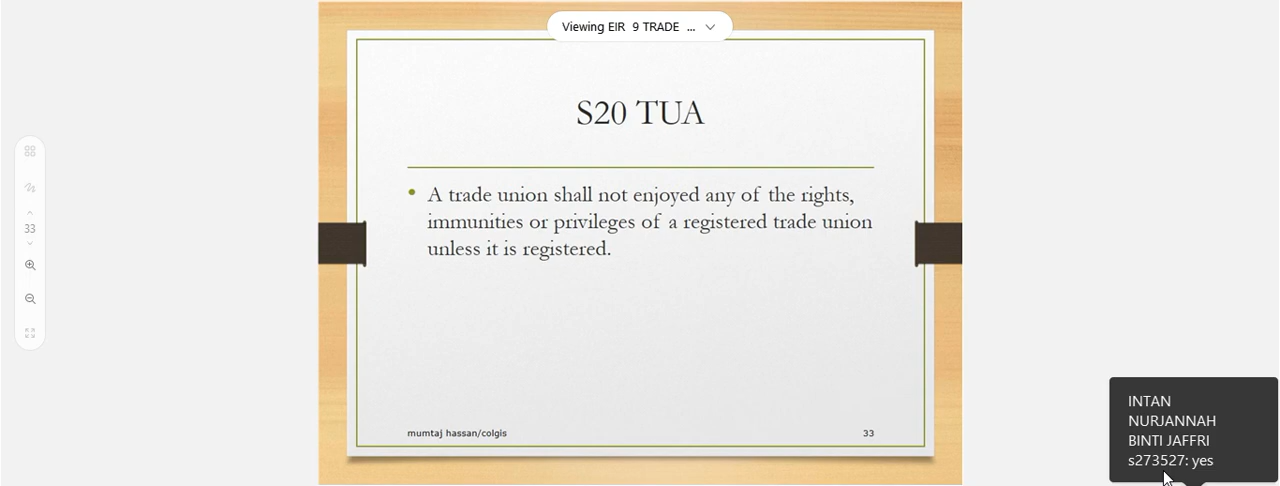 Viewing EIR 9 TRADE ...
S20 TUA
• A trade union shall not enjoyed any of the rights,
immunities or privileges of a registered trade union
unless it is registered.
33
mumtaj hassan/colgis
33
INTAN
NURJANNAH
BINTI JAFFRI
s273527: yes